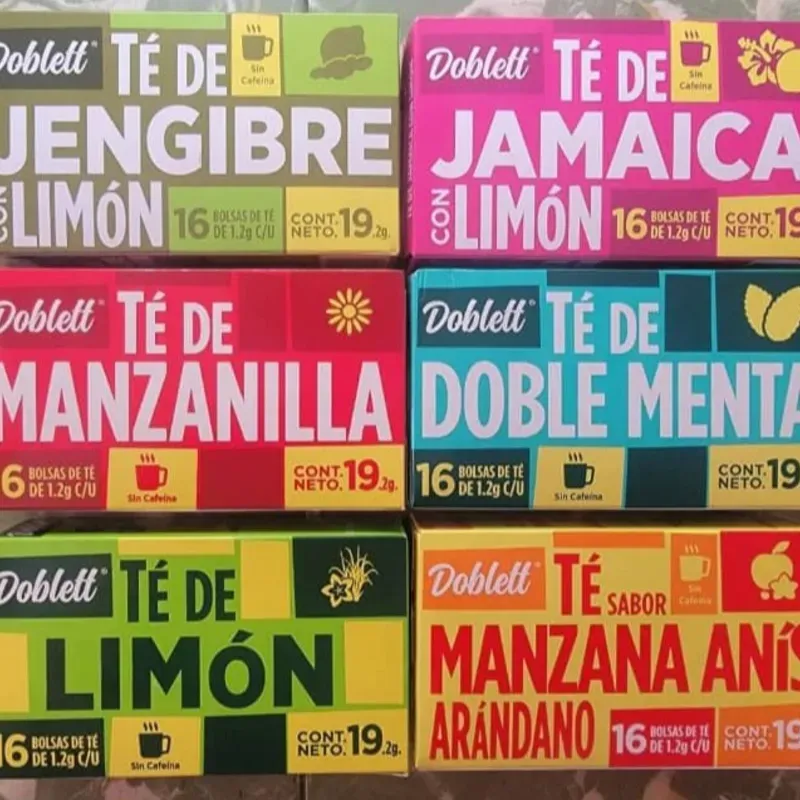 Doblett
TÉ DE
JENGIBRE
CON LIMÓN
Sin
Cafeína
16 BOLSAS DE TÉ
DE 1.2g C/U
CONT.
NETO. 19.2g.
Doblett
TÉ DE
JAMAICA
CON LIMÓN
Sin
Cafeína
16 BOLSAS DE TÉ
DE 1.2g C/U
CONT.
NETO. 19
Doblett
TÉ DE
MANZANILLA
6 BOLSAS DE TÉ
DE 1.2g C/U
Sin Cafeína
CONT.
NETO. 19.2g.
Doblett
TÉ DE
DOBLE MENTA
16 BOLSAS DE TÉ
DE 1.2g C/U
Sin Cafeína
CONT.
NETO. 19
Doblett
TÉ DE
LIMÓN
16 BOLSAS DE TÉ
DE 1.2g C/U
Sin Cafeína
CONT.
NETO. 19.2g.
Doblett
TÉ SABOR
MANZANA ANÍS
ARÁNDANO
Sin
Cafeína
16 BOLSAS DE TÉ
DE 1.2g C/U
CONT.
NETO. 19